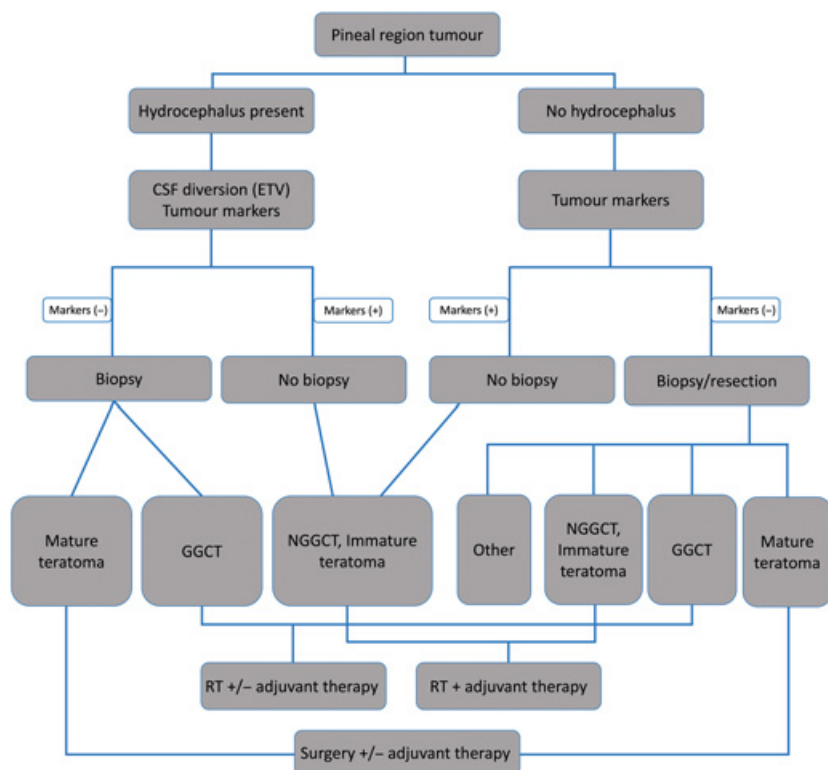 Pineal region tumour
Hydrocephalus present
No hydrocephalus
CSF diversion (ETV)
Tumour markers
Tumour markers
Markers (−)
Markers (+)
Markers (+)
Markers (−)
Biopsy
No biopsy
No biopsy
Biopsy/resection
Mature
teratoma
GGCT
NGGCT, Immature
teratoma
Other
NGGCT,
Immature
teratoma
GGCT
Mature
teratoma
RT +/− adjuvant therapy
RT + adjuvant therapy
Surgery +/− adjuvant therapy